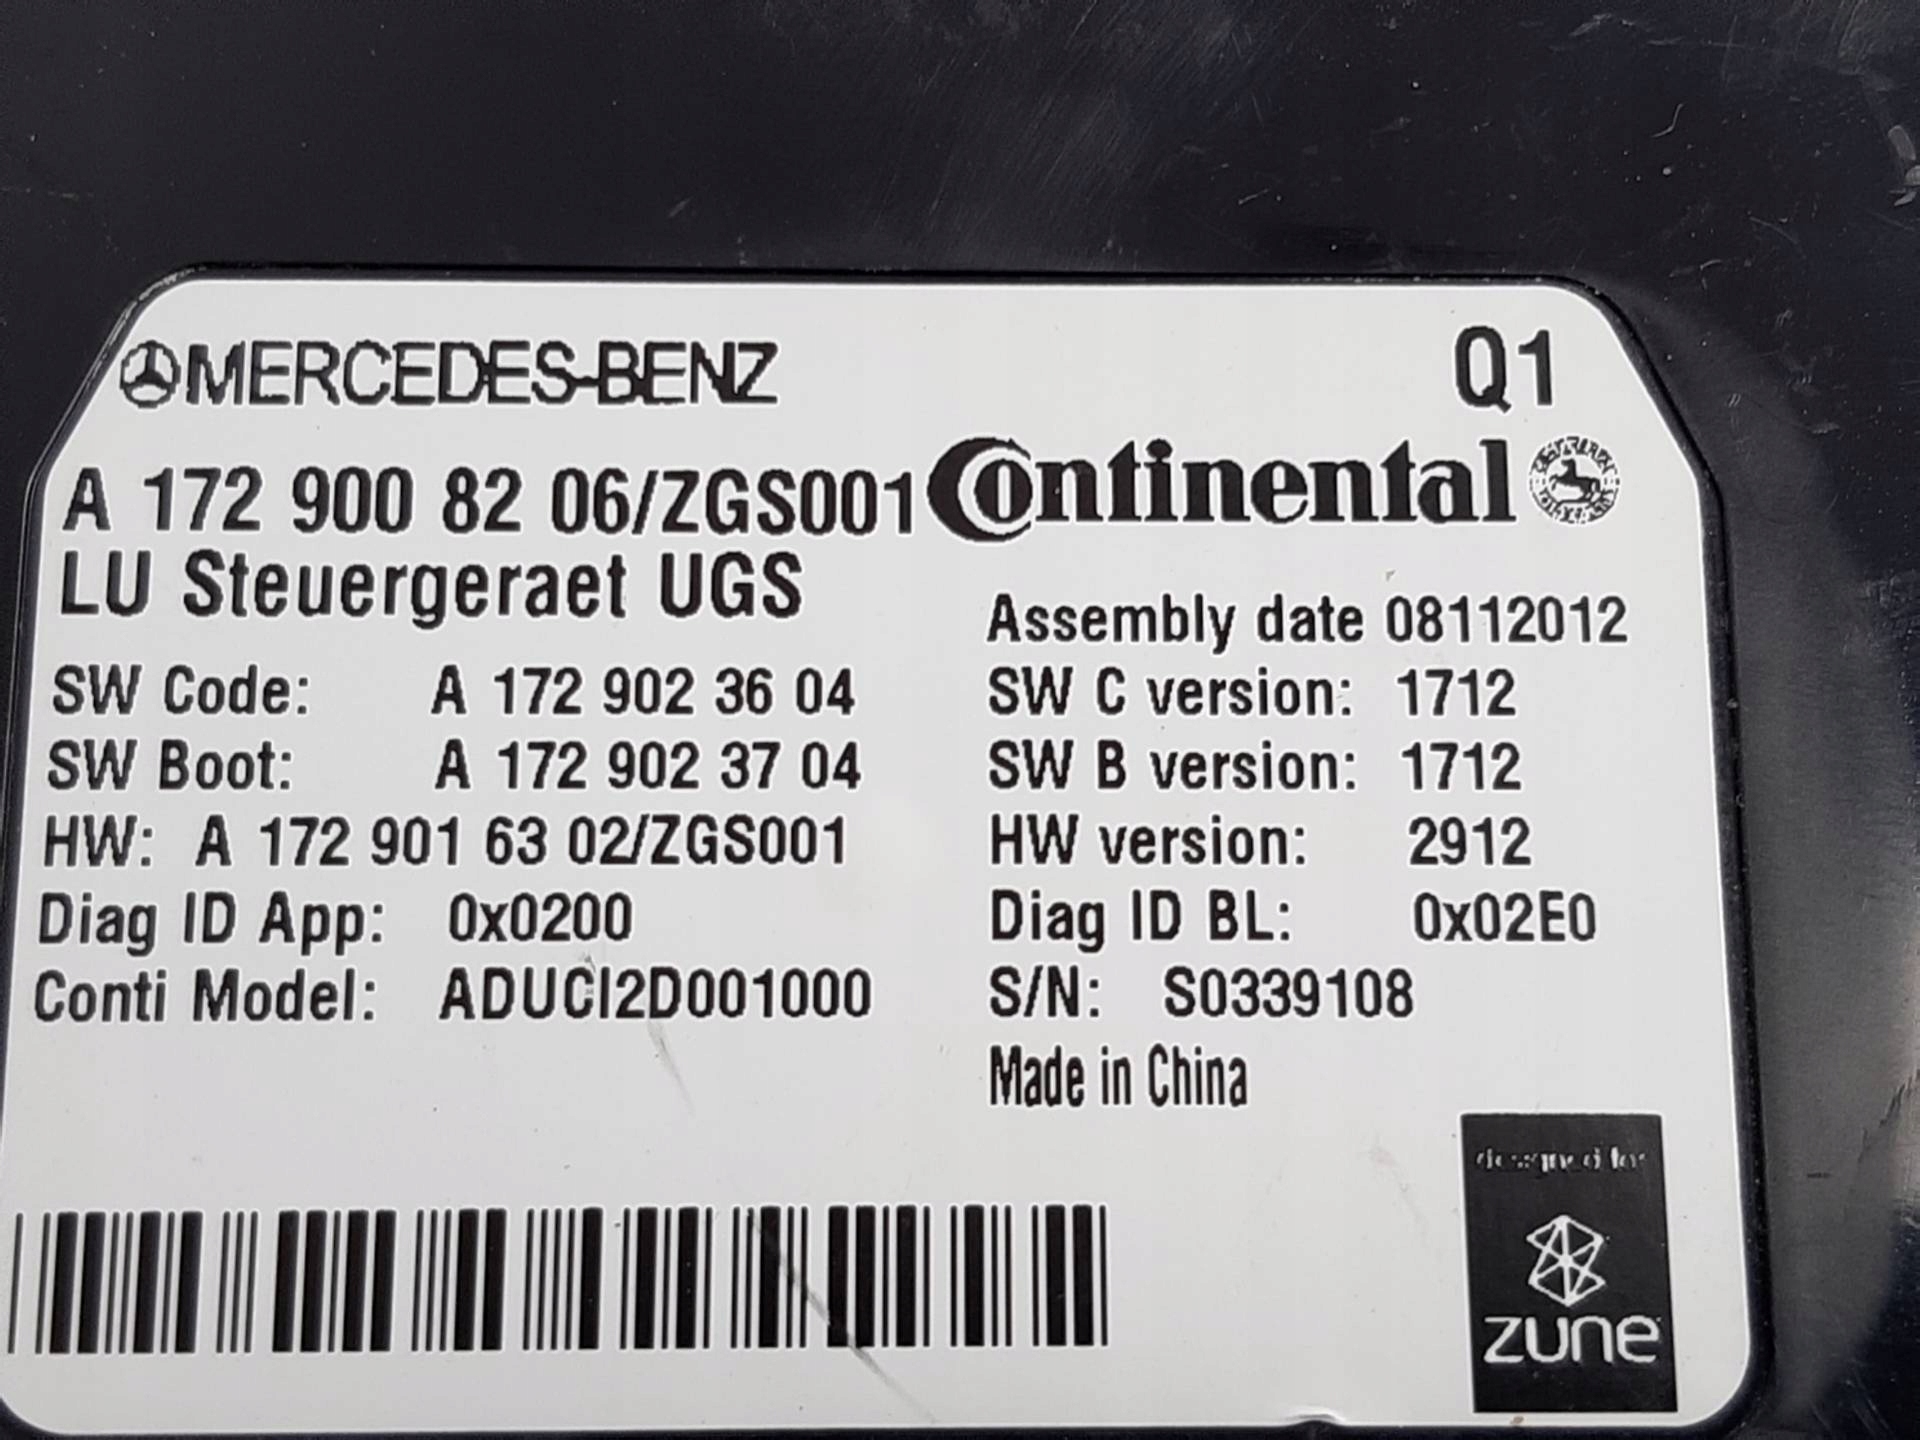 MERCEDES-BENZ
Q1
A 172 900 82 06/ZGS001
Continental
LU Steuergeraet UGS
Assembly date 08112012
SW Code: A 172 902 36 04
SW C version: 1712
SW Boot: A 172 902 37 04
SW B version: 1712
HW: A 172 901 63 02/ZGS001
HW version: 2912
Diag ID App: 0x0200
Diag ID BL: 0x02E0
Conti Model: ADUCI2D001000
S/N: S0339108
Made in China
designed for
zune